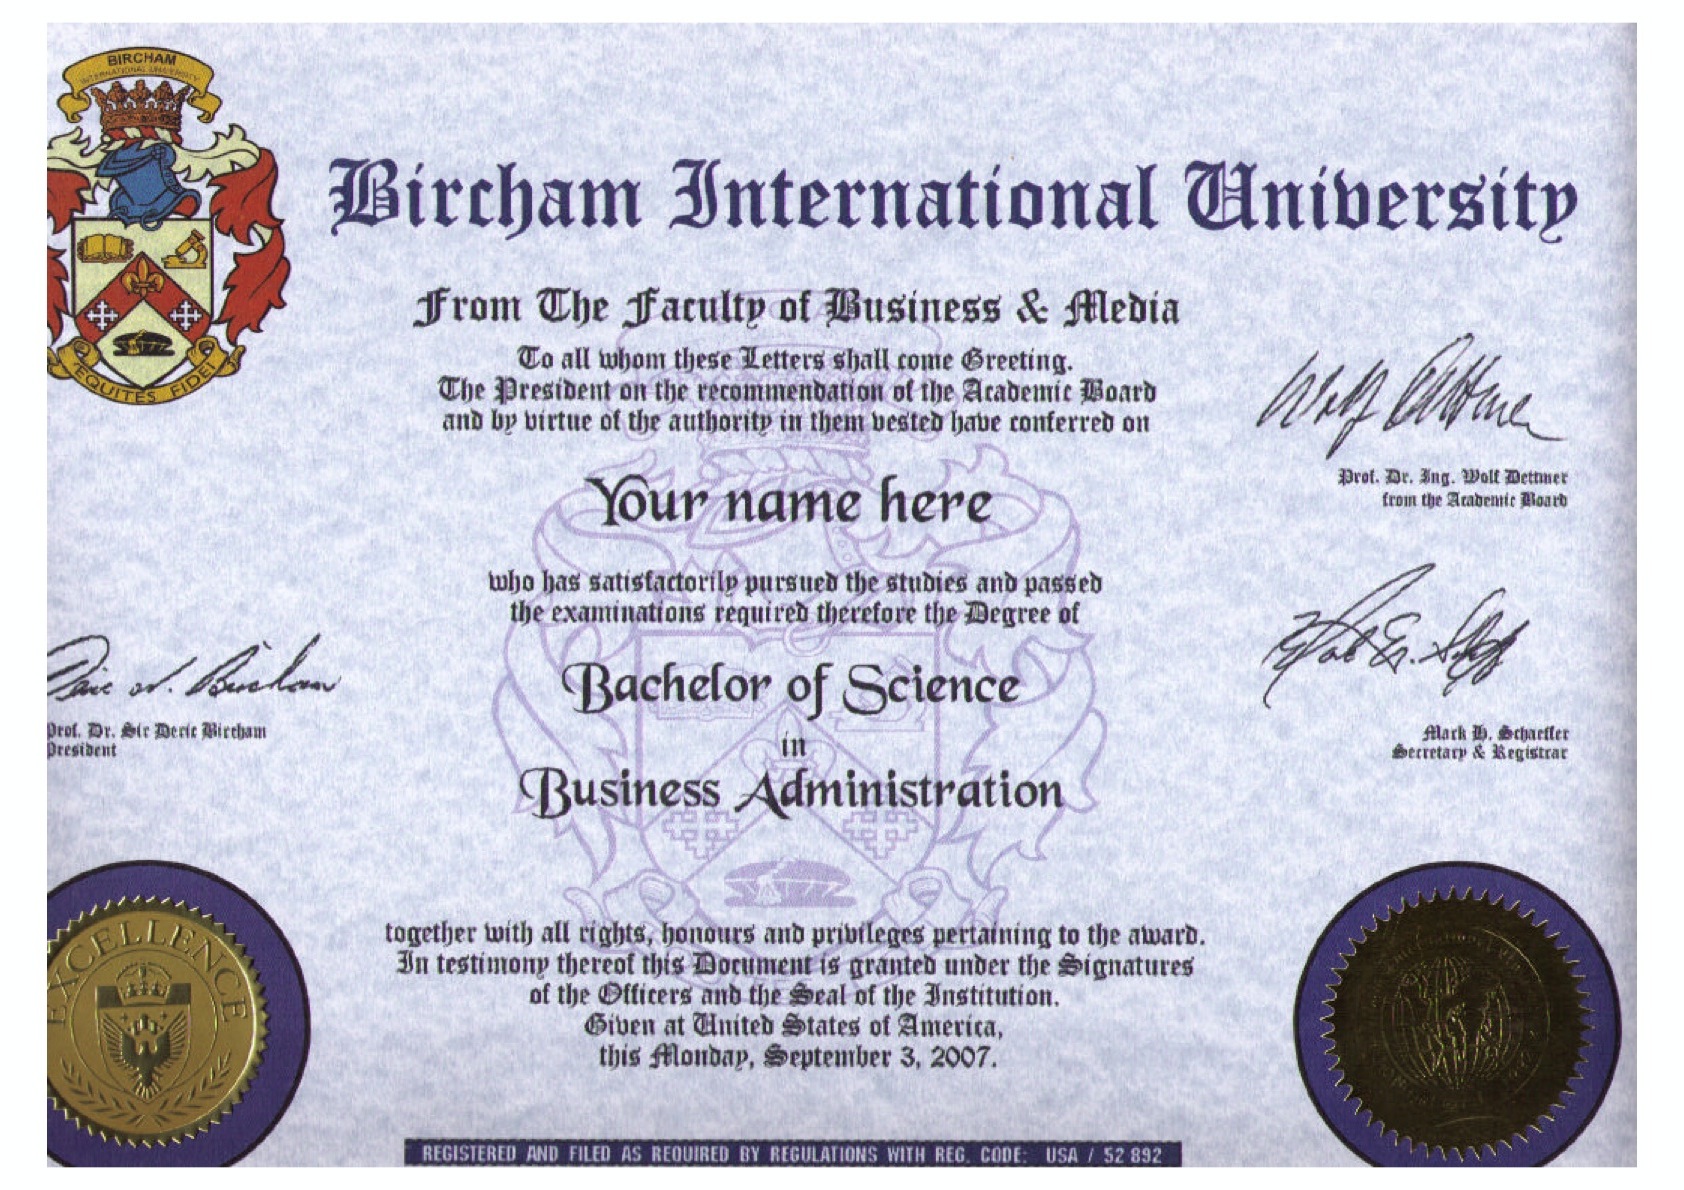 BIRCHAM
INTERNATIONAL UNIVERSITY
EQUITES FIDEI
Bircham International University
From The Faculty of Business & Media
To all whom these Letters shall come Greeting.
The President on the recommendation of the Academic Board
and by virtue of the authority in them vested have conferred on
Your name here
who has satisfactorily pursued the studies and passed
the examinations required therefore the Degree of
Bachelor of Science
in
Business Administration
Prof. Dr. Ing. Wolf Dettmer
from the Academic Board
Prof. Dr. Sir Deric Bircham
President
Mark H. Schaeffer
Secretary & Registrar
together with all rights, honours and privileges pertaining to the award.
In testimony thereof this Document is granted under the Signatures
of the Officers and the Seal of the Institution.
Given at United States of America,
this Monday, September 3, 2007.
EXCELLENCE
REGISTERED AND FILED AS REQUIRED BY REGULATIONS WITH REG. CODE: USA / 52 892